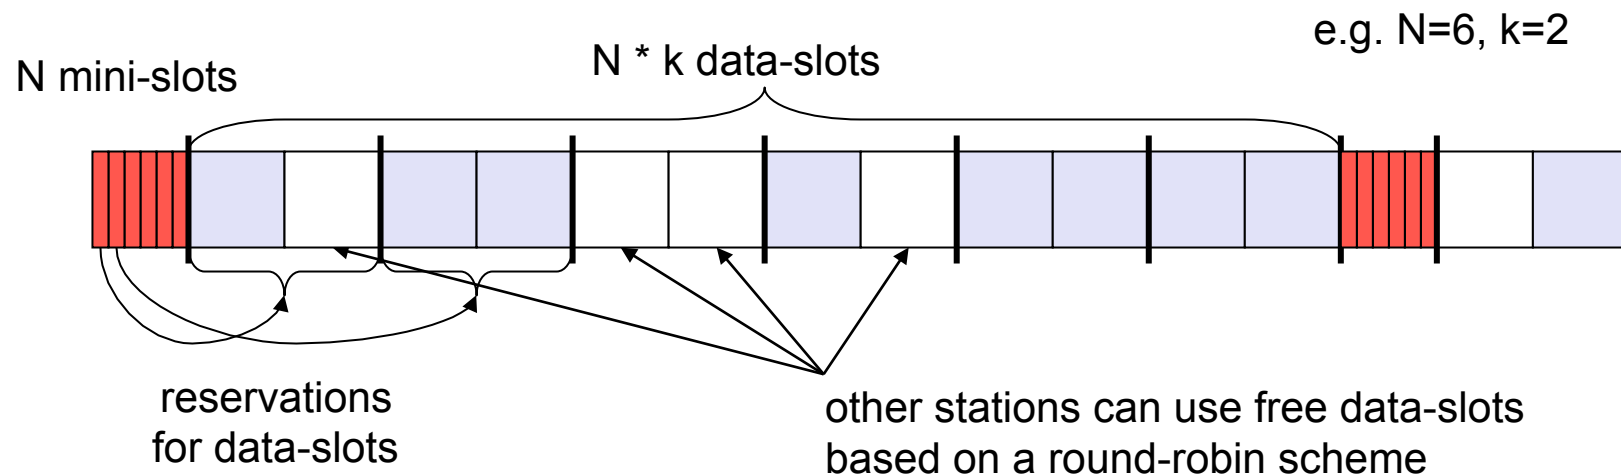 e.g. N=6, k=2
N mini-slots
N * k data-slots
reservations
for data-slots
other stations can use free data-slots
based on a round-robin scheme